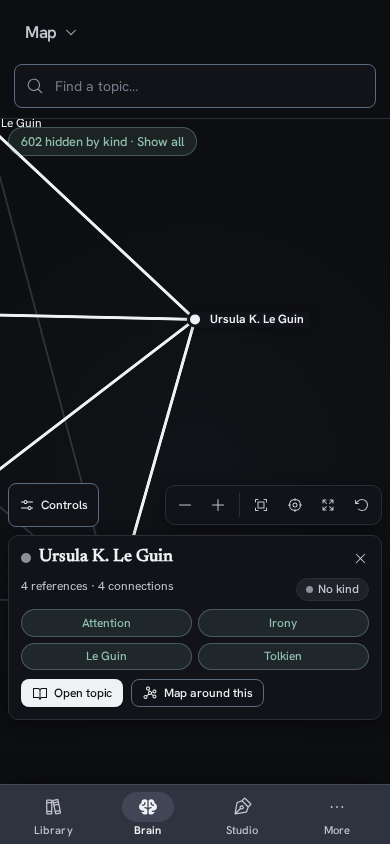 Map
Find a topic...
Le Guin
602 hidden by kind · Show all
Ursula K. Le Guin
Controls
Ursula K. Le Guin
4 references · 4 connections
No kind
Attention
Irony
Le Guin
Tolkien
Open topic
Map around this
Library
Brain
Studio
More